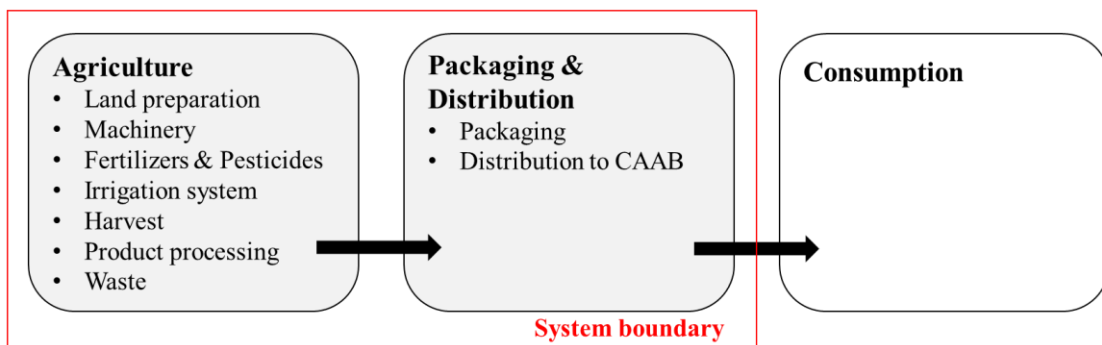 Agriculture
• Land preparation
• Machinery
• Fertilizers & Pesticides
• Irrigation system
• Harvest
• Product processing
• Waste
Packaging &
Distribution
• Packaging
• Distribution to CAAB
Consumption
System boundary